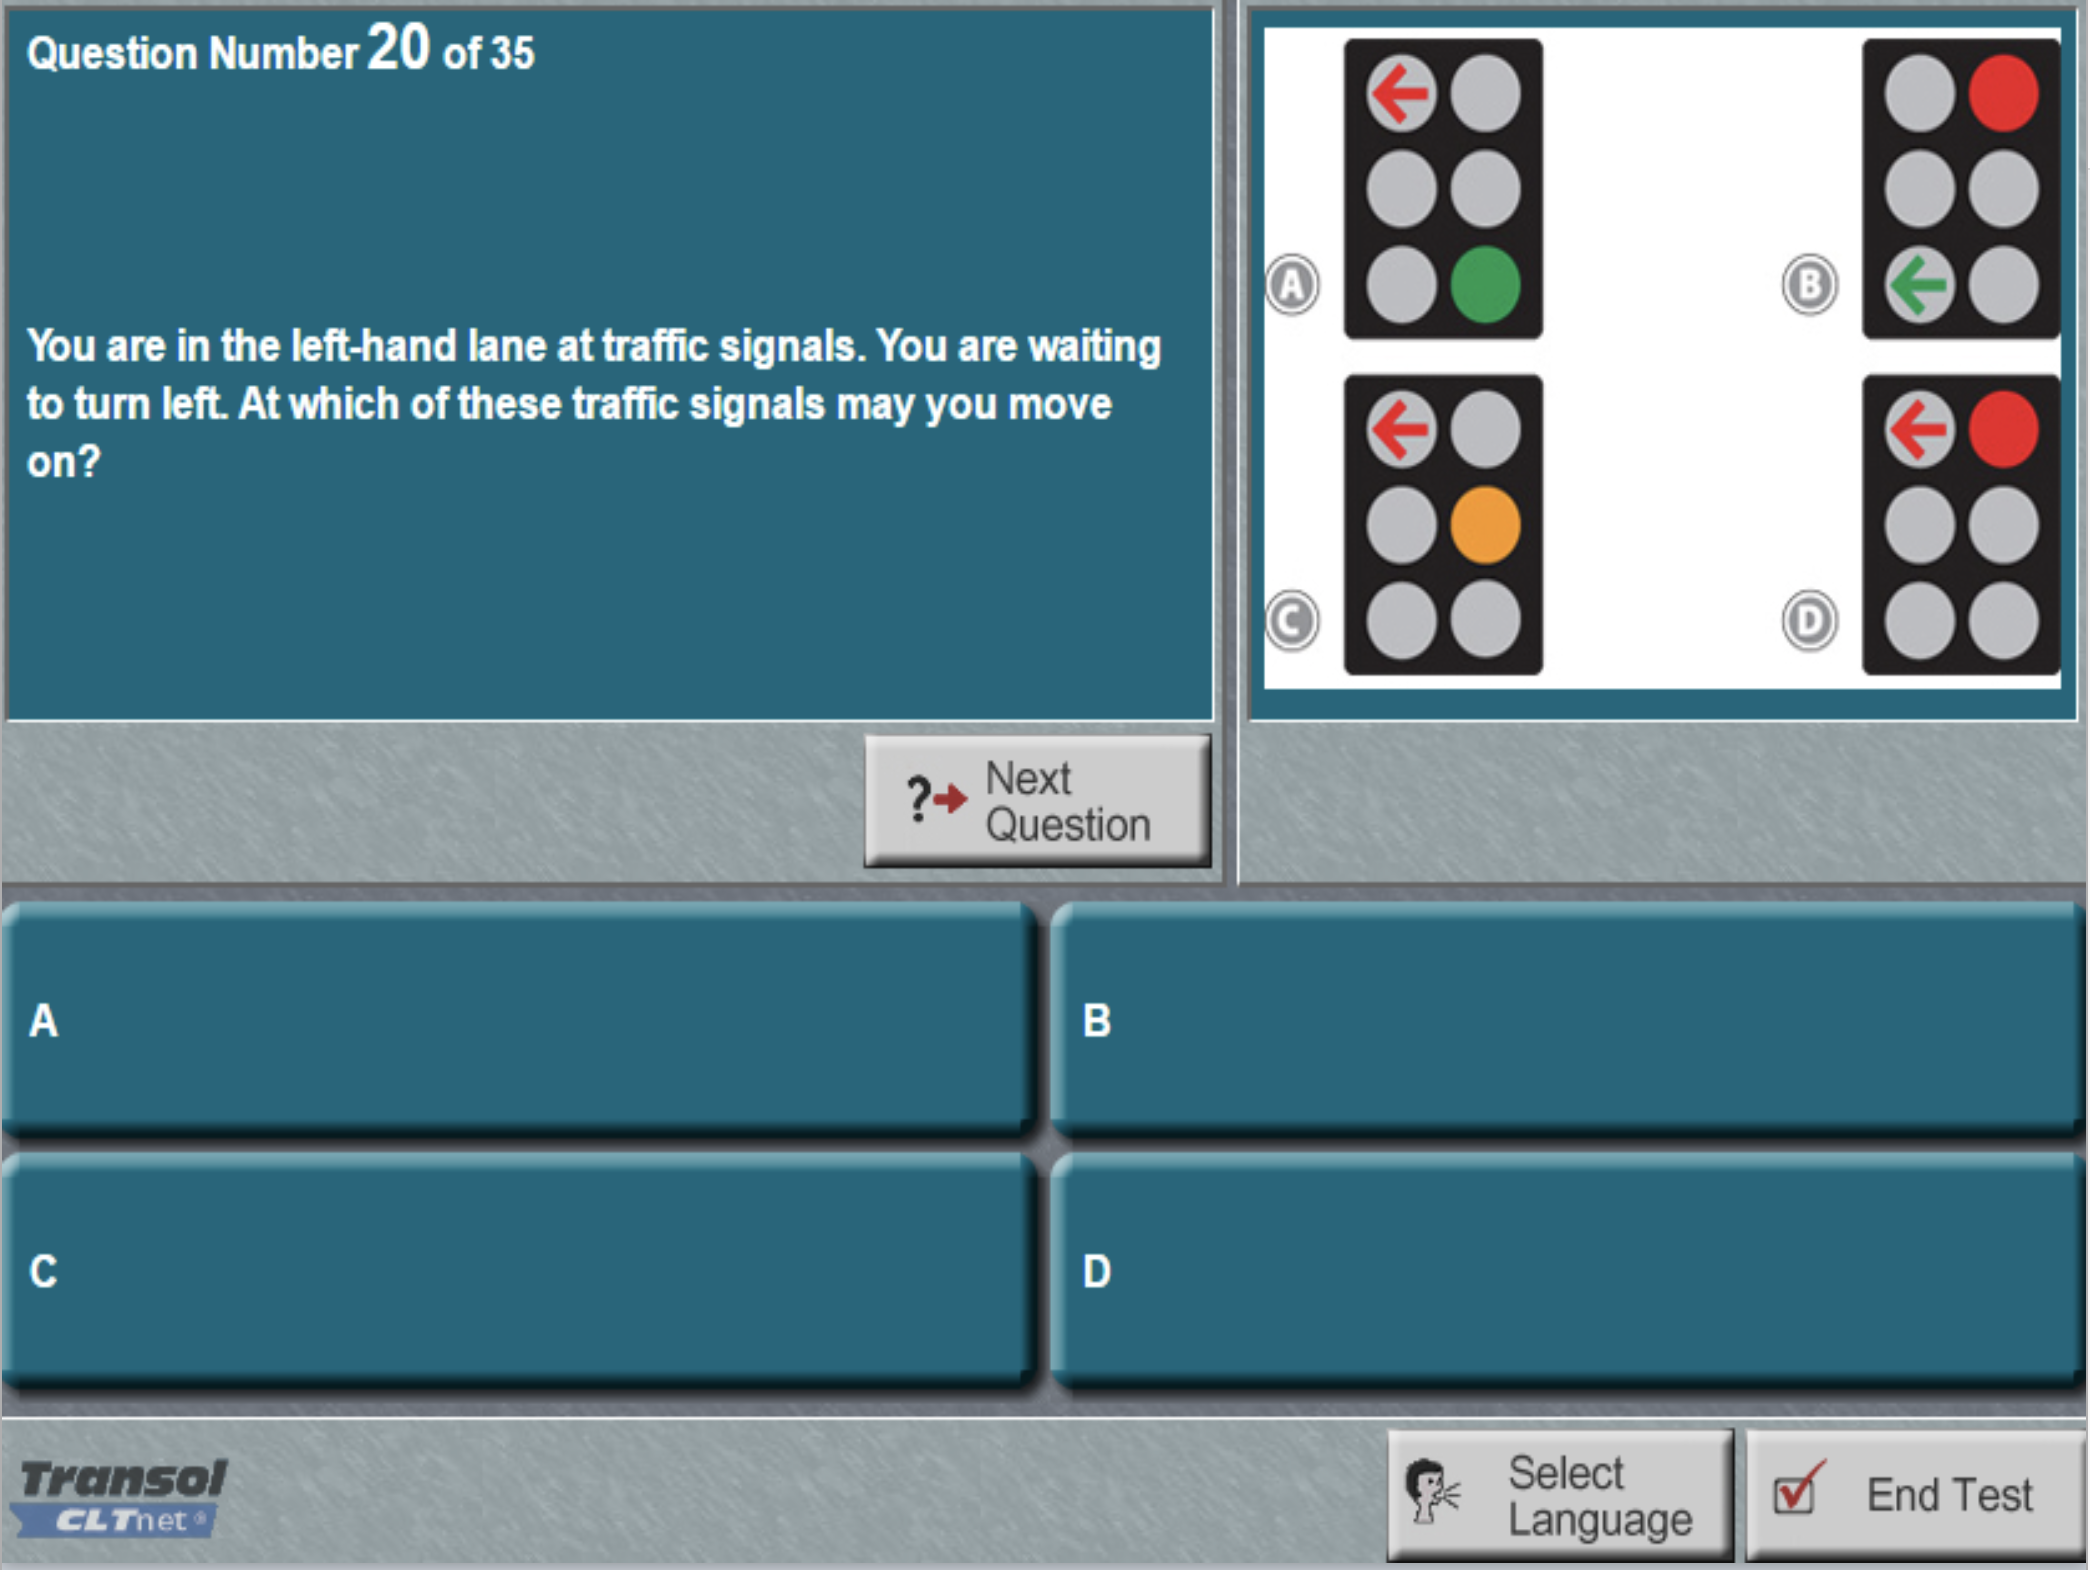 Question Number 20 of 35
You are in the left-hand lane at traffic signals. You are waiting
to turn left. At which of these traffic signals may you move
on?
A
B
C
D
? Next
Question
A
B
C
D
Transol
CLTnet ®
Select
Language
End Test